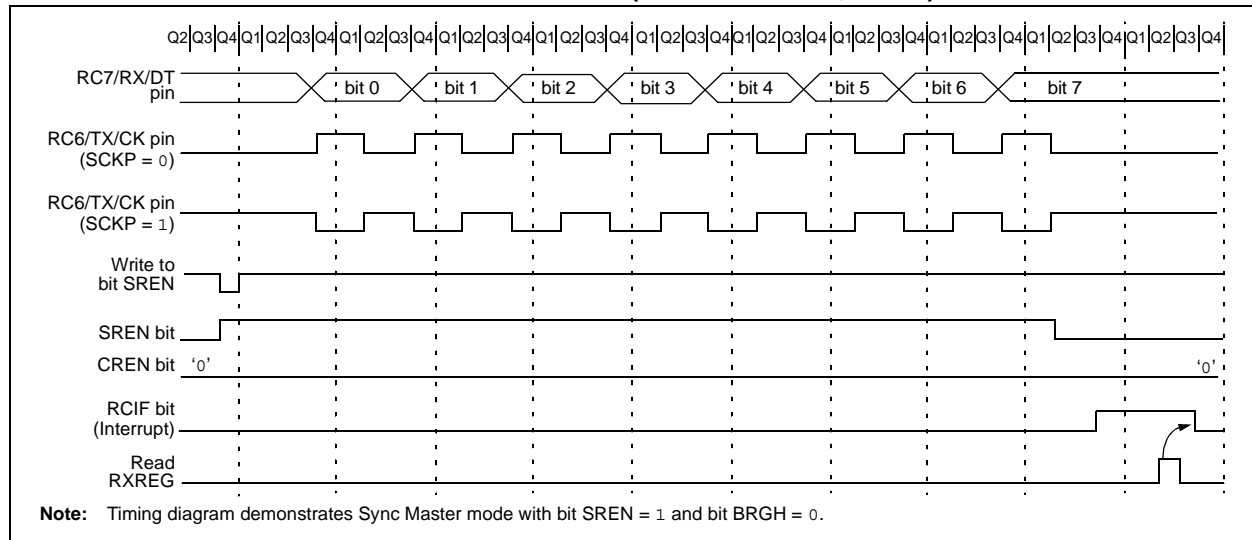 Q2 Q3 Q4 Q1 Q2 Q3 Q4 Q1 Q2 Q3 Q4 Q1 Q2 Q3 Q4 Q1 Q2 Q3 Q4 Q1 Q2 Q3 Q4 Q1 Q2 Q3 Q4 Q1 Q2 Q3 Q4 Q1 Q2 Q3 Q4 Q1 Q2 Q3 Q4 Q1 Q2 Q3 Q4
RC7/RX/DT
pin
bit 0 bit 1 bit 2 bit 3 bit 4 bit 5 bit 6 bit 7
RC6/TX/CK pin
(SCKP = 0)
RC6/TX/CK pin
(SCKP = 1)
Write to
bit SREN
SREN bit
CREN bit ‘0’ ‘0’
RCIF bit
(Interrupt)
Read
RXREG
Note: Timing diagram demonstrates Sync Master mode with bit SREN = 1 and bit BRGH = 0.